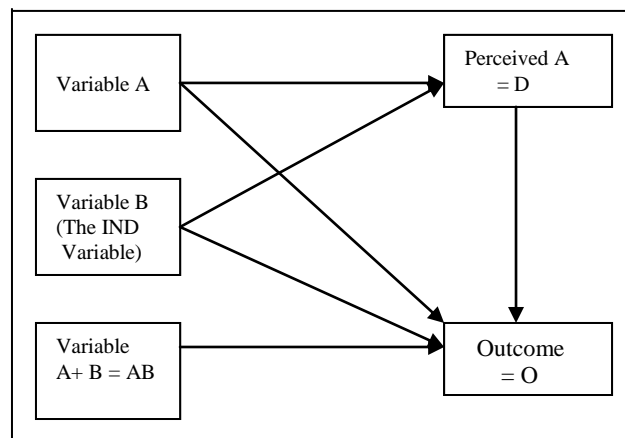 Variable A
Perceived A
= D
Variable B
(The IND
Variable)
Variable
A+ B = AB
Outcome
= O